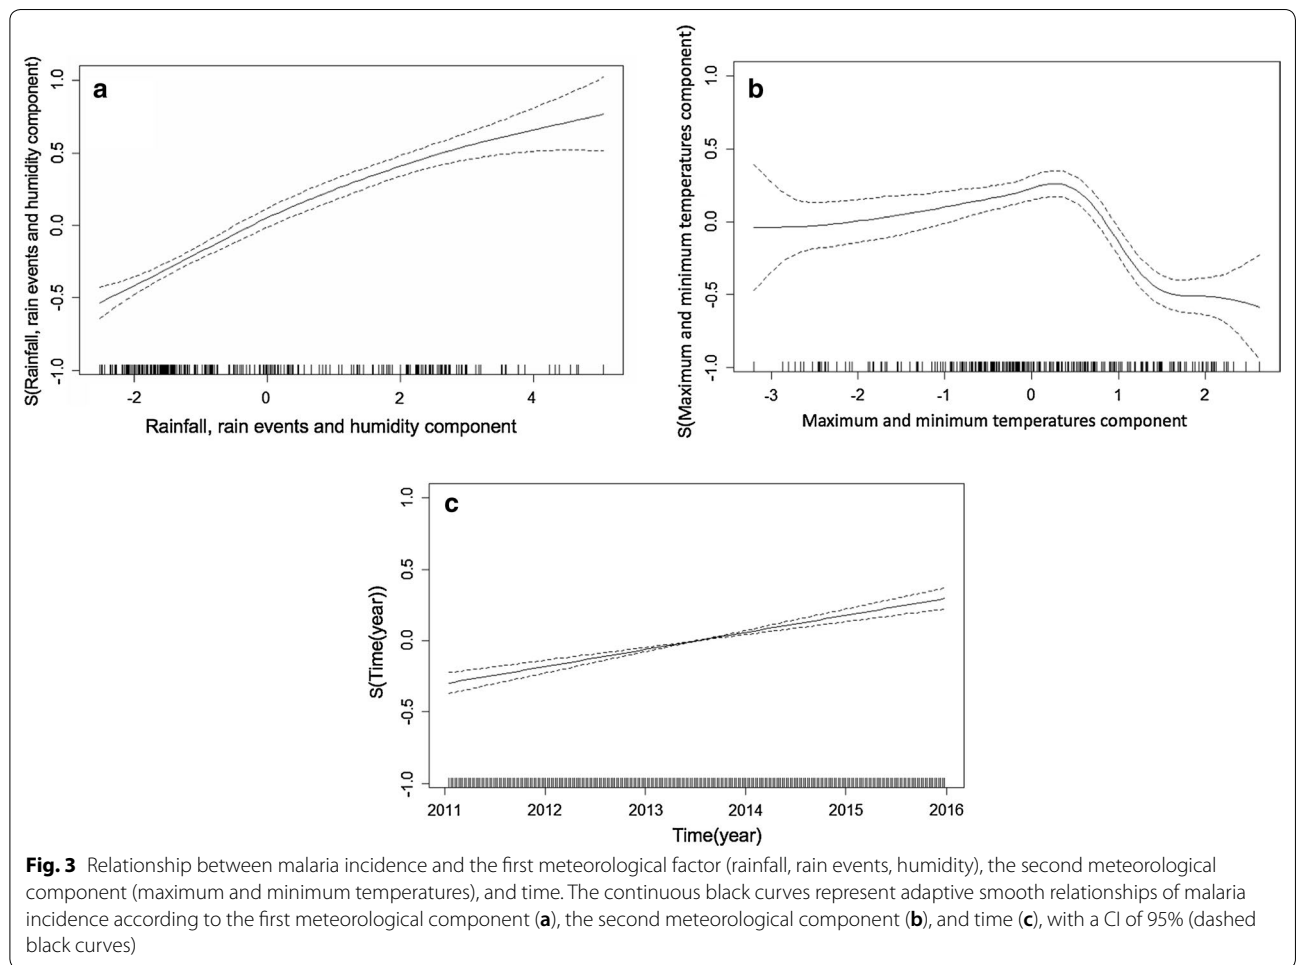 a
S(Rainfall, rain events and humidity component)
1.0
0.5
0.0
-0.5
-1.0
-2 0 2 4
Rainfall, rain events and humidity component
b
S(Maximum and minimum temperatures component)
1.0
0.5
0.0
-0.5
-1.0
-3 -2 -1 0 1 2
Maximum and minimum temperatures component
c
S(Time(year))
1.0
0.5
0.0
-0.5
-1.0
2011 2012 2013 2014 2015 2016
Time(year)
Fig. 3 Relationship between malaria incidence and the first meteorological factor (rainfall, rain events, humidity), the second meteorological
component (maximum and minimum temperatures), and time. The continuous black curves represent adaptive smooth relationships of malaria
incidence according to the first meteorological component (a), the second meteorological component (b), and time (c), with a CI of 95% (dashed
black curves)